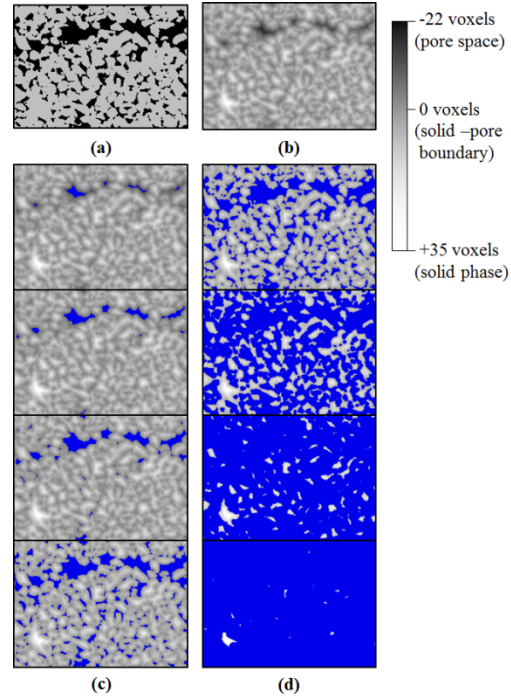 -22 voxels
(pore space)
0 voxels
(solid –pore
boundary)
+35 voxels
(solid phase)
(a)
(b)
(c)
(d)